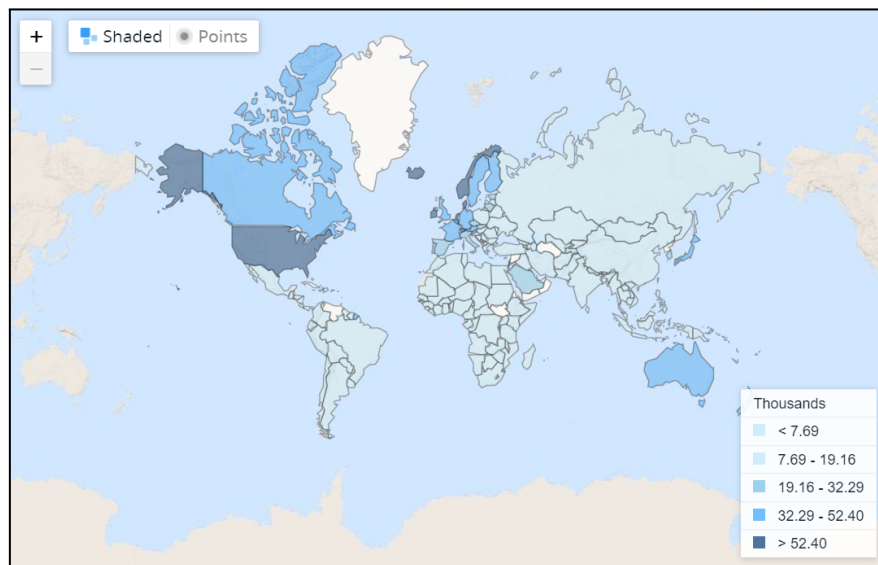 +
Shaded
Points
−
Thousands
< 7.69
7.69 - 19.16
19.16 - 32.29
32.29 - 52.40
> 52.40